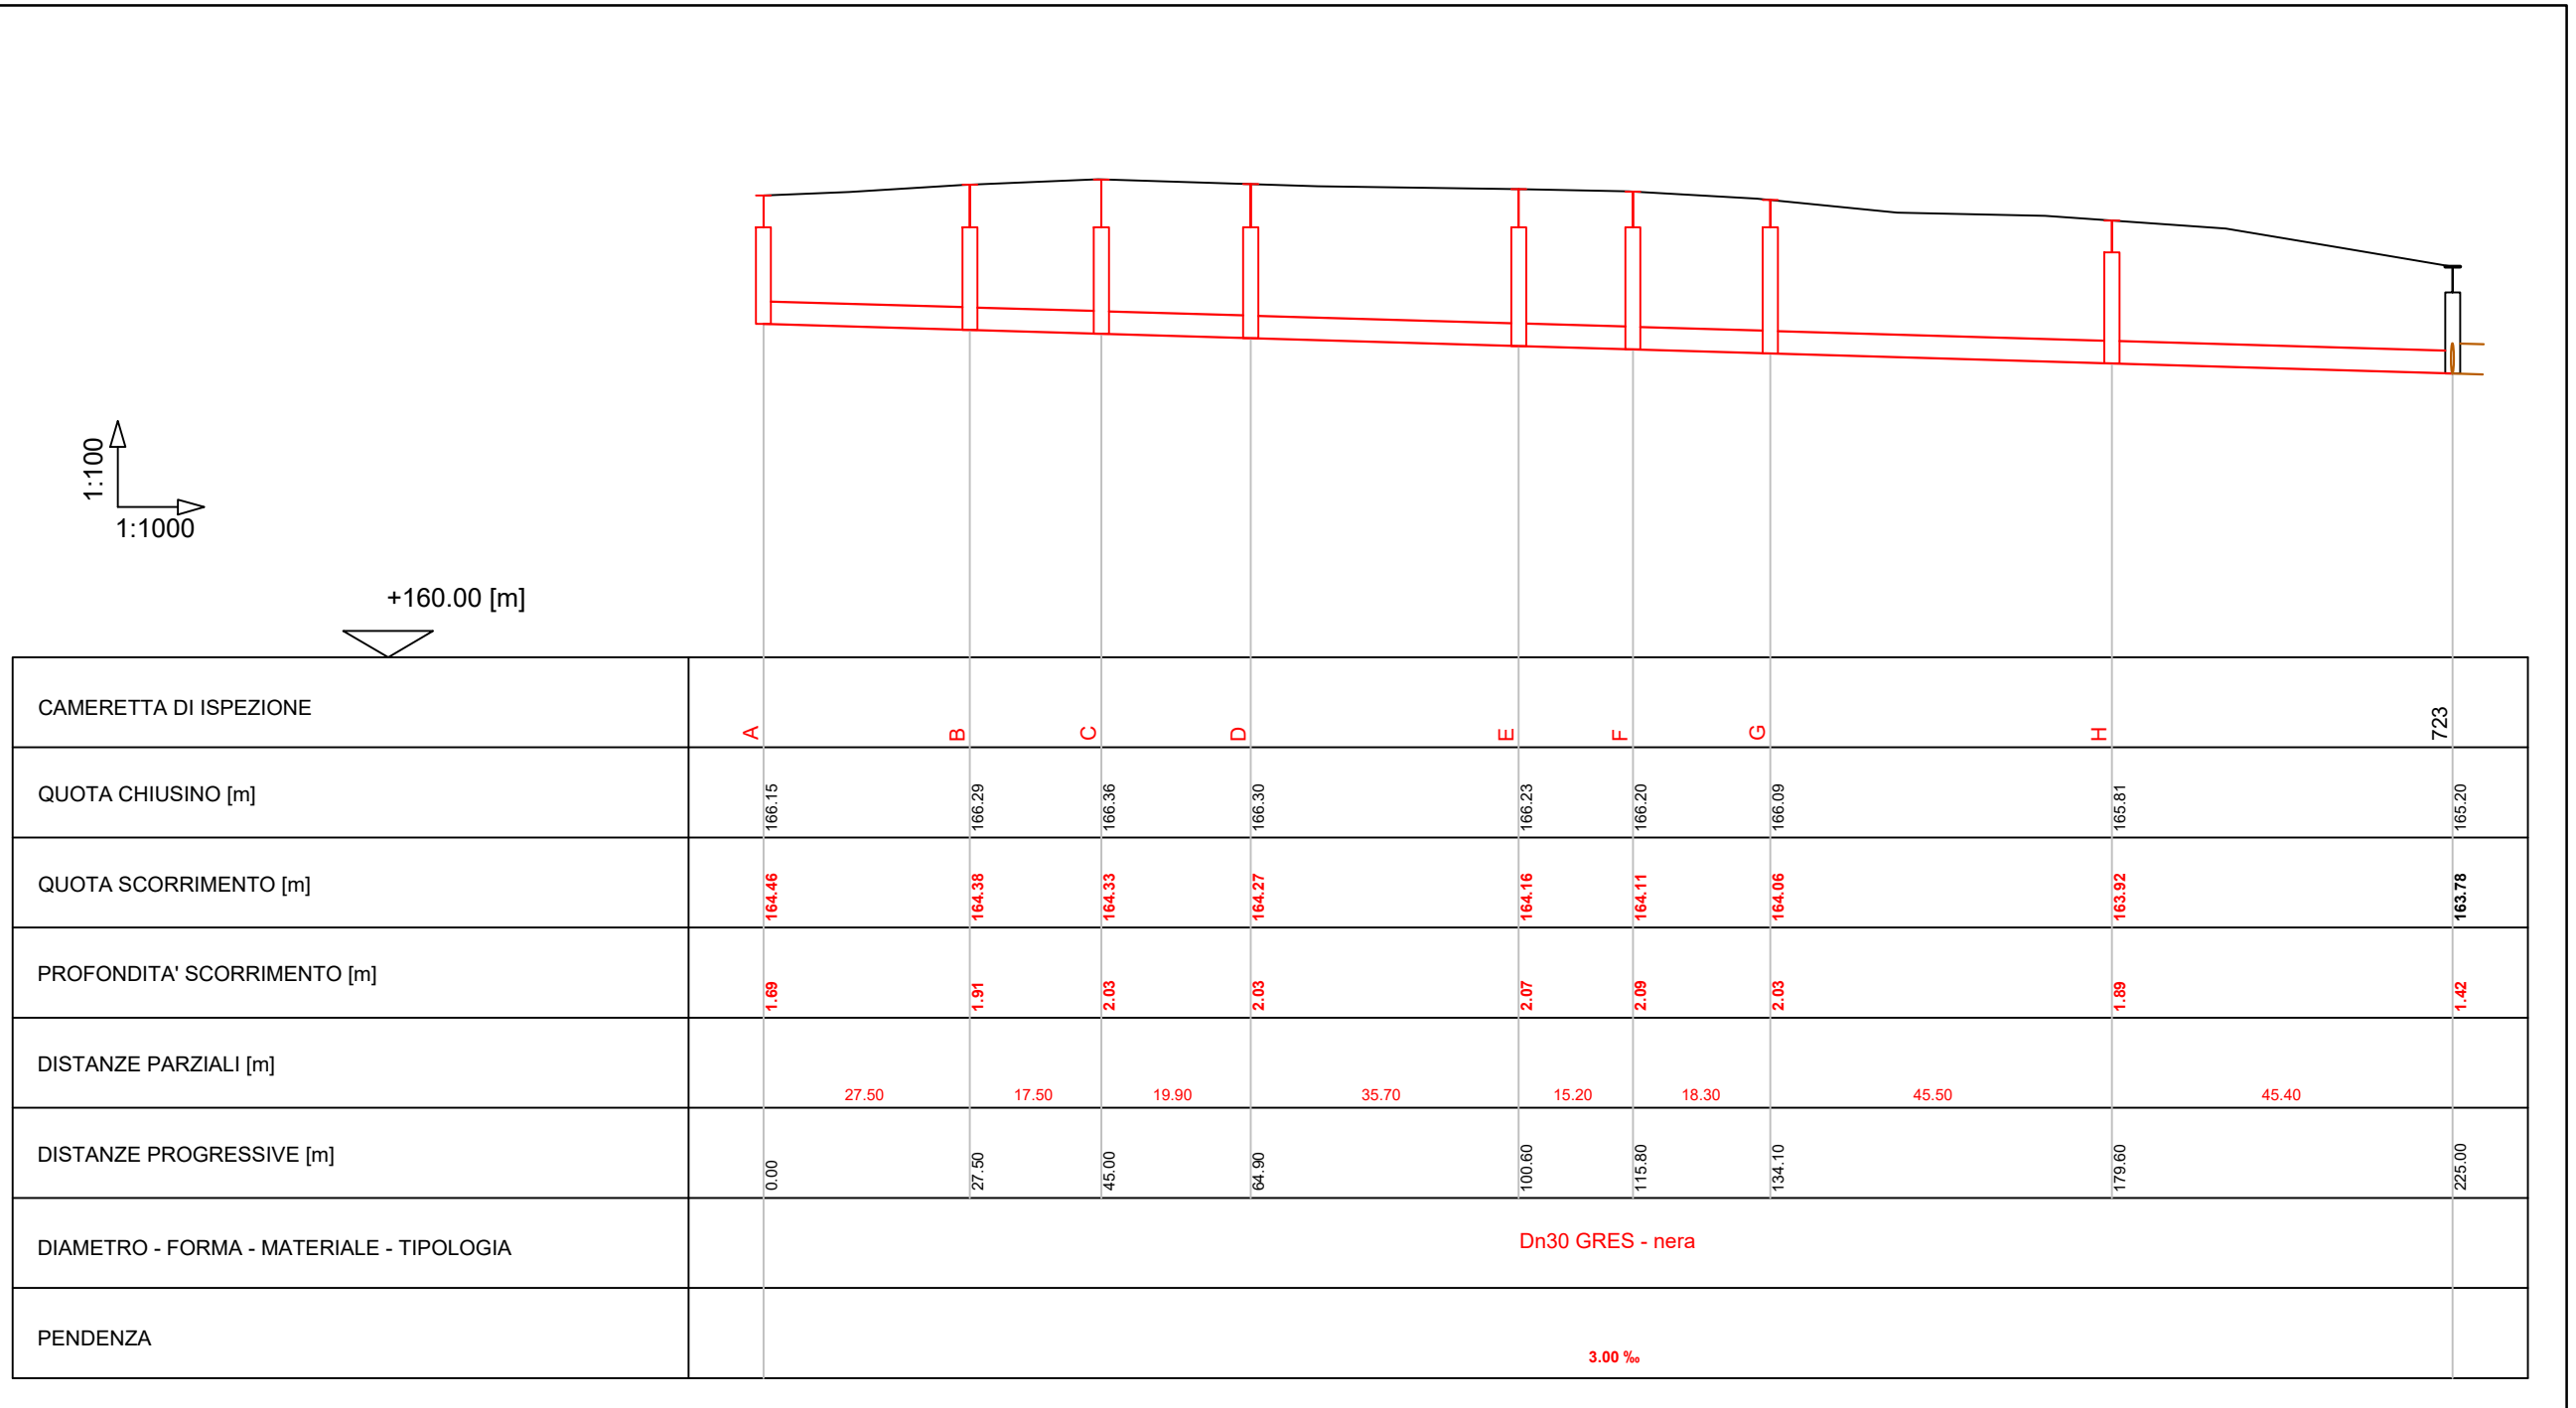 1:100
1:1000
+160.00 [m]
CAMERETTA DI ISPEZIONE A B C D E F G H 723
QUOTA CHIUSINO [m] 166.15 166.29 166.36 166.30 166.23 166.20 166.09 165.81 165.20
QUOTA SCORRIMENTO [m] 164.46 164.38 164.33 164.27 164.16 164.11 164.06 163.92 163.78
PROFONDITA' SCORRIMENTO [m] 1.69 1.91 2.03 2.03 2.07 2.09 2.03 1.89 1.42
DISTANZE PARZIALI [m] 27.50 17.50 19.90 35.70 15.20 18.30 45.50 45.40
DISTANZE PROGRESSIVE [m] 0.00 27.50 45.00 64.90 100.60 115.80 134.10 179.60 225.00
DIAMETRO - FORMA - MATERIALE - TIPOLOGIA Dn30 GRES - nera
PENDENZA 3.00 ‰